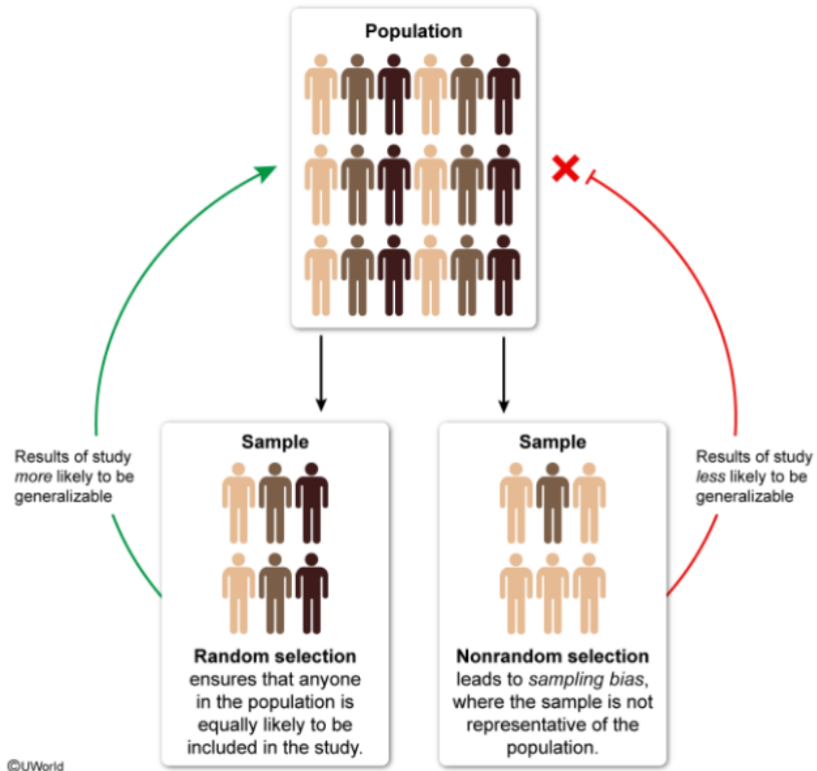 Population
Results of study
more likely to be
generalizable
Sample
Random selection
ensures that anyone
in the population is
equally likely to be
included in the study.
Sample
Nonrandom selection
leads to sampling bias,
where the sample is not
representative of the
population.
Results of study
less likely to be
generalizable
©UWorld